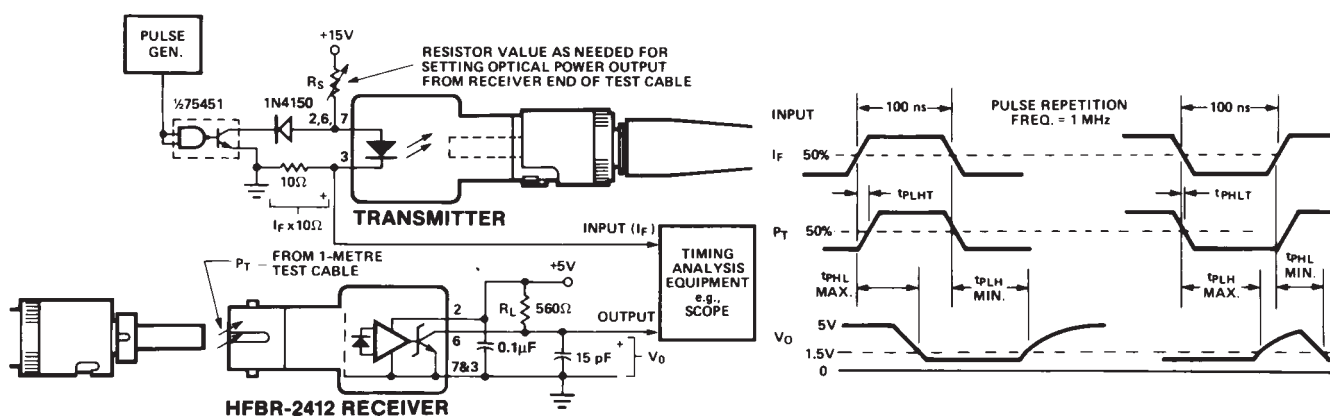 PULSE
GEN.
+15V
RS
RESISTOR VALUE AS NEEDED FOR
SETTING OPTICAL POWER OUTPUT
FROM RECEIVER END OF TEST CABLE
½75451
1N4150
2,6, 7
3
10Ω
+
IF x10Ω
TRANSMITTER
INPUT (IF)
TIMING
ANALYSIS
EQUIPMENT
e.g.,
SCOPE
OUTPUT
PT –
FROM 1-METRE
TEST CABLE
+5V
RL
560Ω
2
6
7&3
0.1µF
15 pF
+
VO
–
HFBR-2412 RECEIVER
INPUT
100 ns
PULSE REPETITION
FREQ. = 1 MHz
100 ns
IF
50%
tPLHT
tPHLT
PT
50%
tPHL
MAX.
tPLH
MIN.
tPLH
MAX.
tPHL
MIN.
VO
5V
1.5V
0